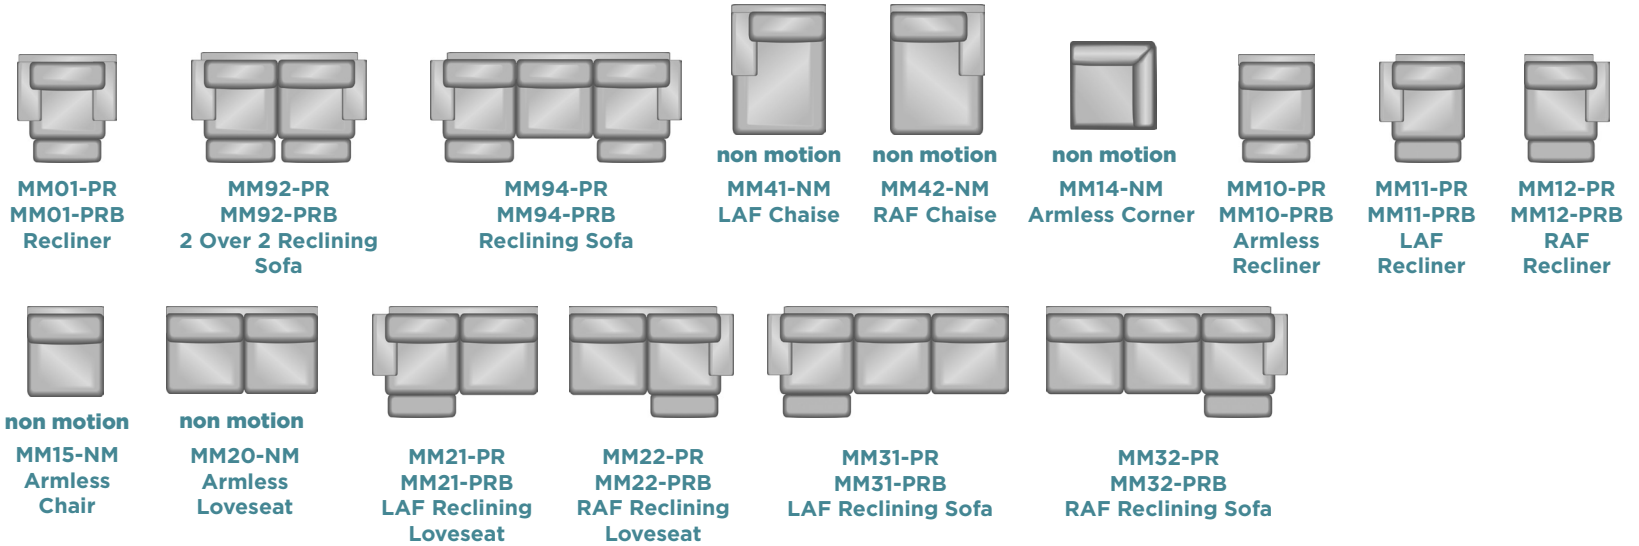 MM01-PR
MM01-PRB
Recliner
MM92-PR
MM92-PRB
2 Over 2 Reclining
Sofa
MM94-PR
MM94-PRB
Reclining Sofa
non motion
MM41-NM
LAF Chaise
non motion
MM42-NM
RAF Chaise
non motion
MM14-NM
Armless Corner
MM10-PR
MM10-PRB
Armless
Recliner
MM11-PR
MM11-PRB
LAF
Recliner
MM12-PR
MM12-PRB
RAF
Recliner
non motion
MM15-NM
Armless
Chair
non motion
MM20-NM
Armless
Loveseat
MM21-PR
MM21-PRB
LAF Reclining
Loveseat
MM22-PR
MM22-PRB
RAF Reclining
Loveseat
MM31-PR
MM31-PRB
LAF Reclining Sofa
MM32-PR
MM32-PRB
RAF Reclining Sofa